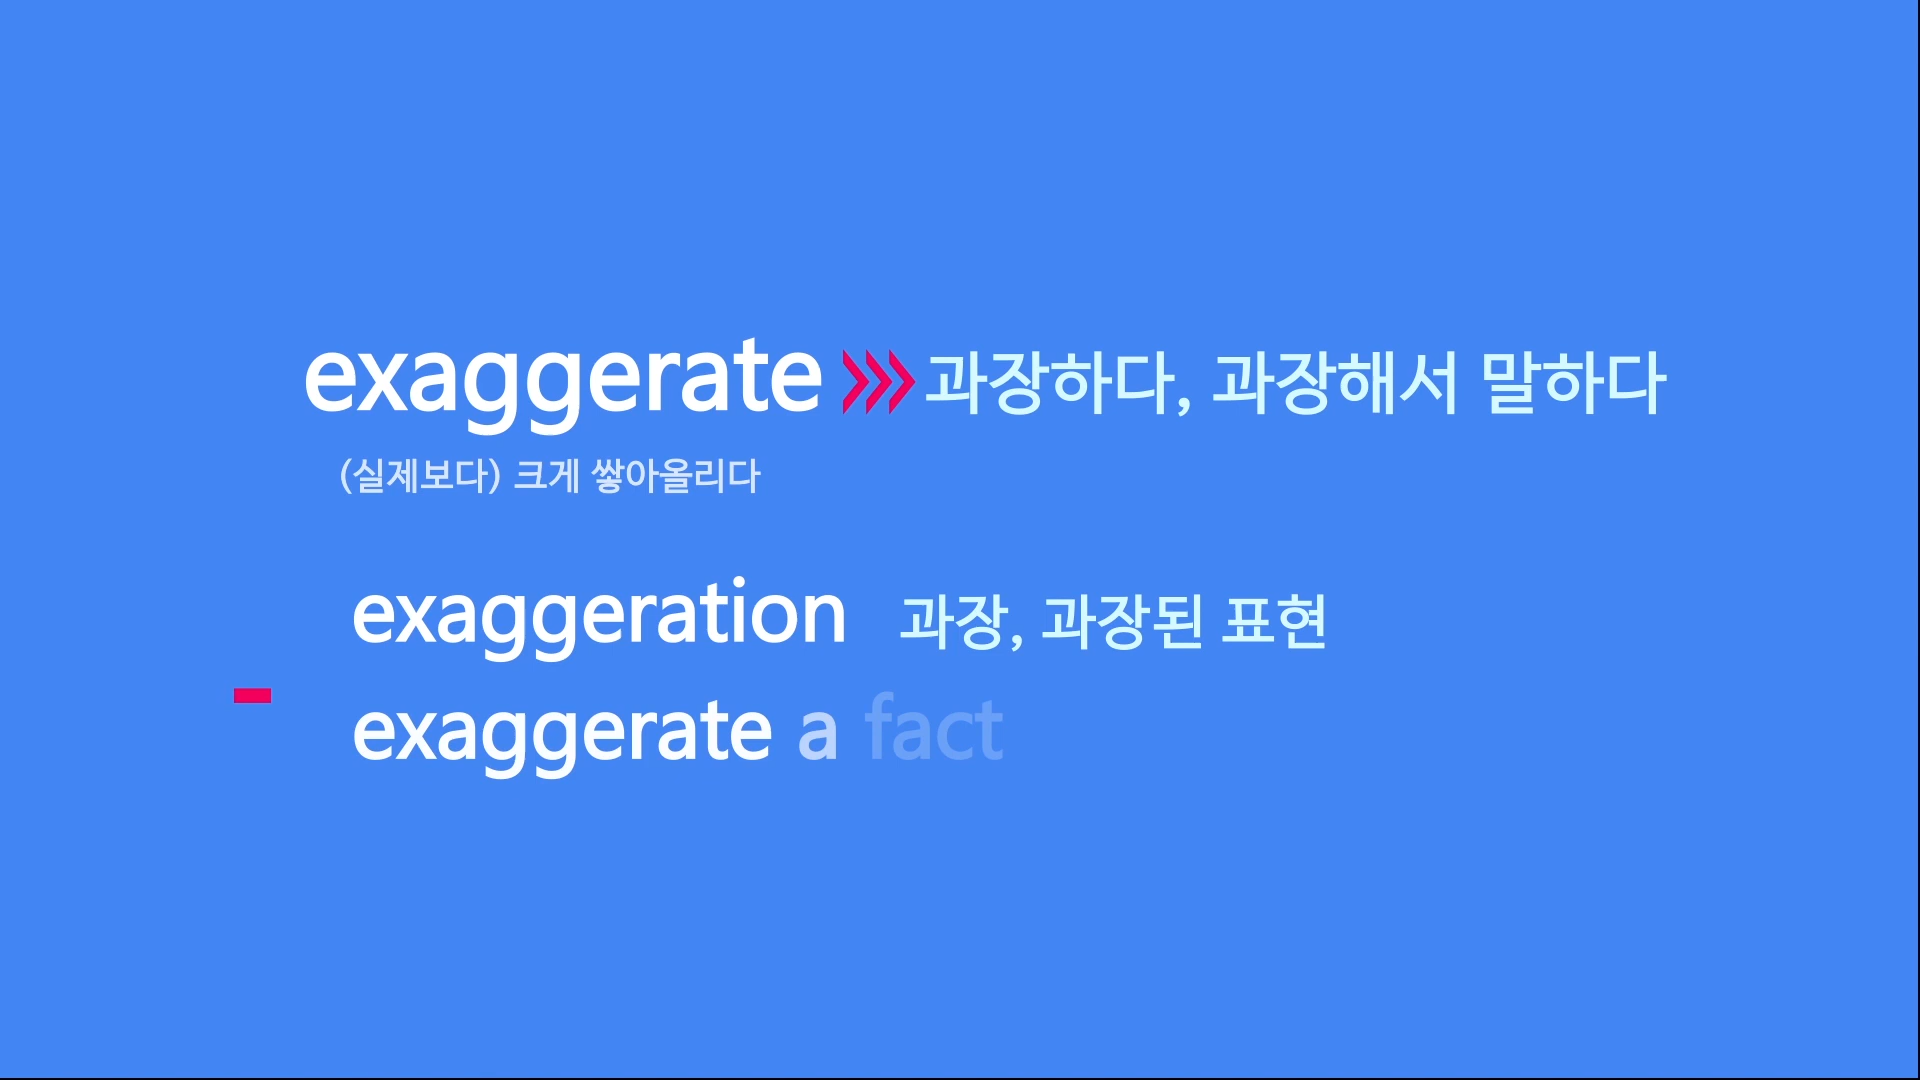 exaggerate 과장하다, 과장해서 말하다
(실제보다) 크게 쌓아올리다
exaggeration 과장, 과장된 표현
exaggerate a fact